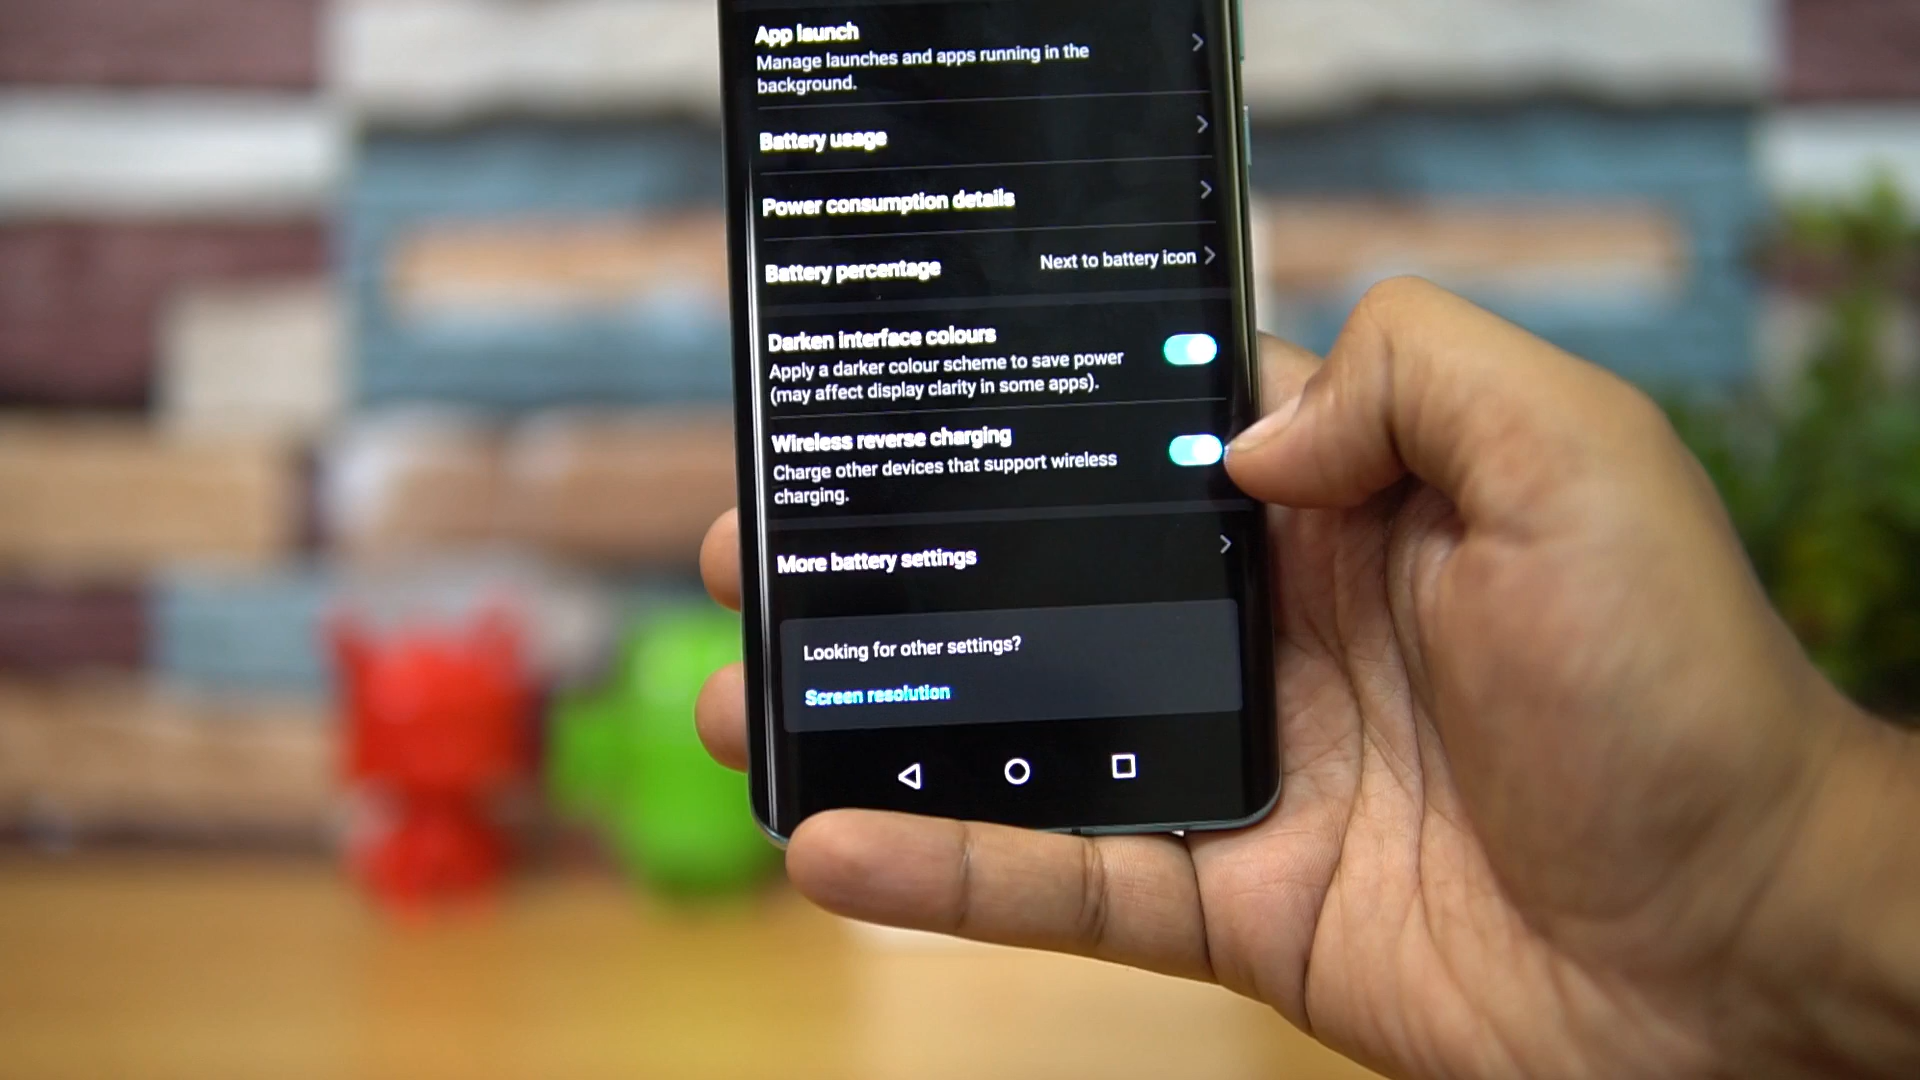 App launch
Manage launches and apps running in the
background.
Battery usage
Power consumption details
Battery percentage
Next to battery icon
Darken interface colours
Apply a darker colour scheme to save power
(may affect display clarity in some apps).
Wireless reverse charging
Charge other devices that support wireless
charging.
More battery settings
Looking for other settings?
Screen resolution